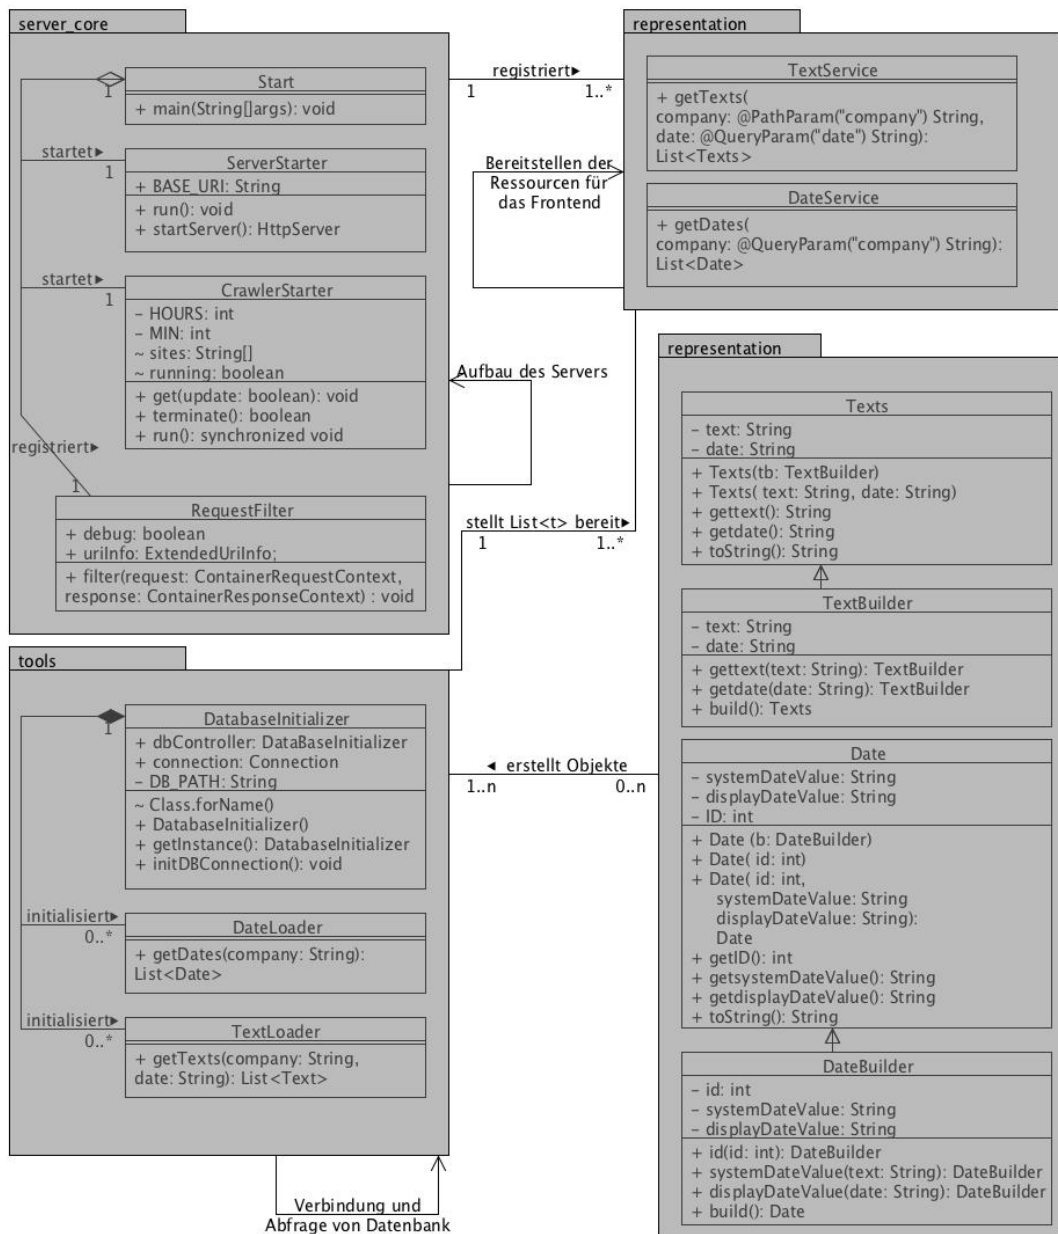 server_core
Start
1
+ main(String[]args): void
startet▶
1
ServerStarter
+ BASE_URI: String
+ run(): void
+ startServer(): HttpServer
startet▶
1
CrawlerStarter
– HOURS: int
– MIN: int
~ sites: String[]
~ running: boolean
+ get(update: boolean): void
+ terminate(): boolean
+ run(): synchronized void
registriert▶
1
RequestFilter
+ debug: boolean
+ uriInfo: ExtendedUriInfo;
+ filter(request: ContainerRequestContext,
response: ContainerResponseContext) : void
registriert▶
1
1..*
Bereitstellen der
Ressourcen für
das Frontend
Aufbau des Servers
stellt List<t> bereit▶
1
1..*
representation
TextService
+ getTexts(
company: @PathParam("company") String,
date: @QueryParam("date") String):
List<Texts>
DateService
+ getDates(
company: @QueryParam("company") String):
List<Date>
tools
DatabaseInitializer
1
+ dbController: DataBaseInitializer
+ connection: Connection
– DB_PATH: String
~ Class.forName()
+ DatabaseInitializer()
+ getInstance(): DatabaseInitializer
+ initDBConnection(): void
initialisiert▶
0..*
DateLoader
+ getDates(company: String):
List<Date>
initialisiert▶
0..*
TextLoader
+ getTexts(company: String,
date: String): List<Text>
Verbindung und
Abfrage von Datenbank
◀ erstellt Objekte
1..n
0..n
representation
Texts
– text: String
– date: String
+ Texts(tb: TextBuilder)
+ Texts( text: String, date: String)
+ gettext(): String
+ getdate(): String
+ toString(): String
TextBuilder
– text: String
– date: String
+ gettext(text: String): TextBuilder
+ getdate(date: String): TextBuilder
+ build(): Texts
Date
– systemDateValue: String
– displayDateValue: String
– ID: int
+ Date (b: DateBuilder)
+ Date( id: int)
+ Date( id: int,
systemDateValue: String
displayDateValue: String):
Date
+ getID(): int
+ getsystemDateValue(): String
+ getdisplayDateValue(): String
+ toString(): String
DateBuilder
– id: int
– systemDateValue: String
– displayDateValue: String
+ id(id: int): DateBuilder
+ systemDateValue(text: String): DateBuilder
+ displayDateValue(date: String): DateBuilder
+ build(): Date